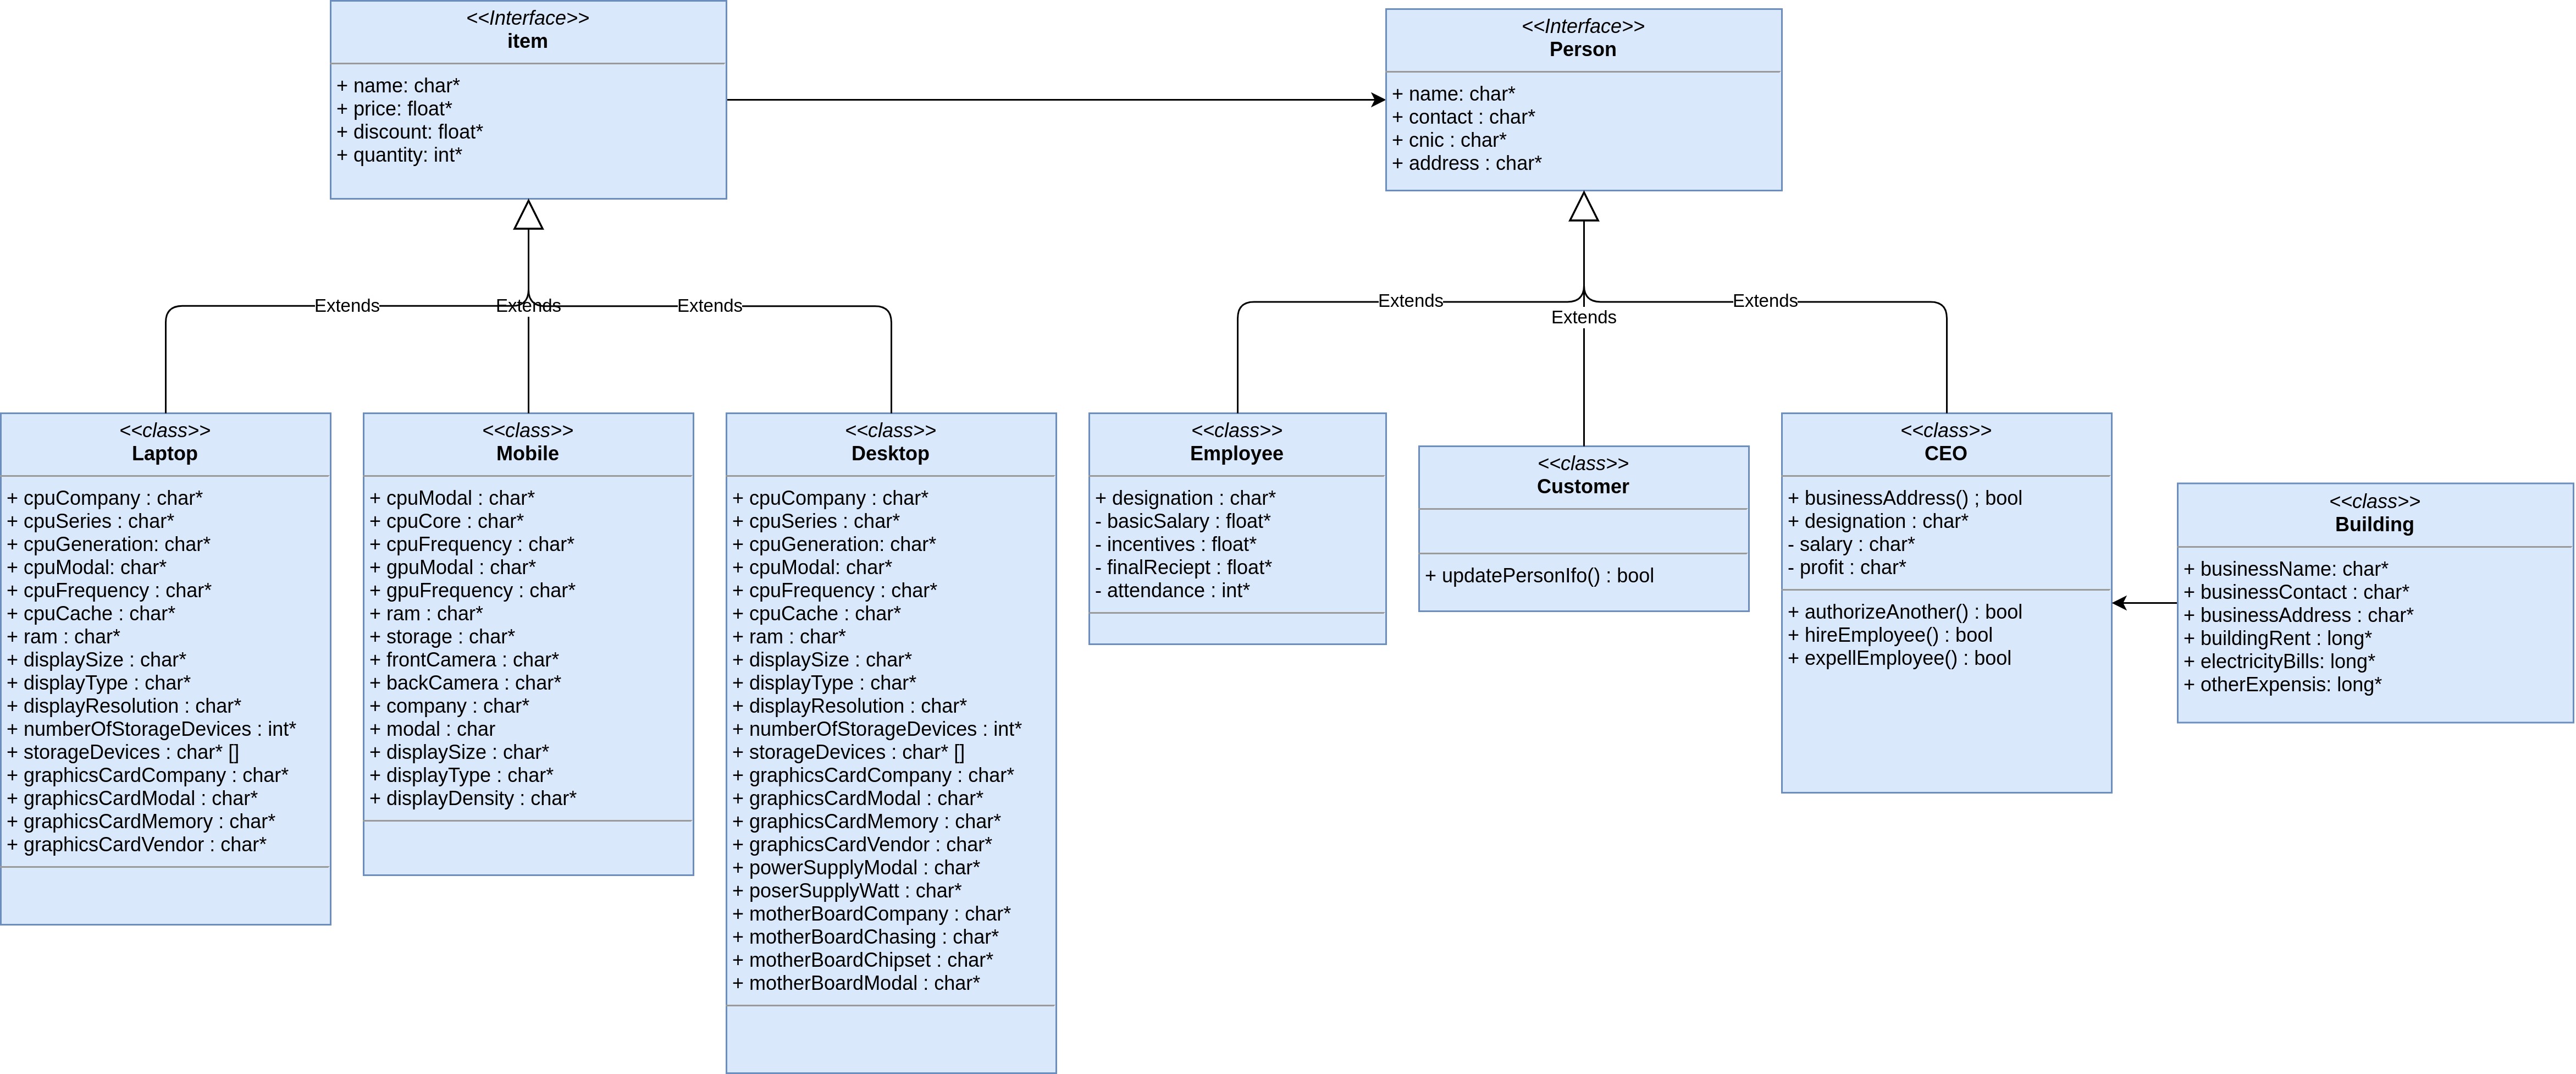 <<Interface>>
item
+ name: char*
+ price: float*
+ discount: float*
+ quantity: int*
<<Interface>>
Person
+ name: char*
+ contact : char*
+ cnic : char*
+ address : char*
Extends
Extends
Extends
Extends
Extends
Extends
<<class>>
Laptop
+ cpuCompany : char*
+ cpuSeries : char*
+ cpuGeneration: char*
+ cpuModal: char*
+ cpuFrequency : char*
+ cpuCache : char*
+ ram : char*
+ displaySize : char*
+ displayType : char*
+ displayResolution : char*
+ numberOfStorageDevices : int*
+ storageDevices : char* []
+ graphicsCardCompany : char*
+ graphicsCardModal : char*
+ graphicsCardMemory : char*
+ graphicsCardVendor : char*
<<class>>
Mobile
+ cpuModal : char*
+ cpuCore : char*
+ cpuFrequency : char*
+ gpuModal : char*
+ gpuFrequency : char*
+ ram : char*
+ storage : char*
+ frontCamera : char*
+ backCamera : char*
+ company : char*
+ modal : char
+ displaySize : char*
+ displayType : char*
+ displayDensity : char*
<<class>>
Desktop
+ cpuCompany : char*
+ cpuSeries : char*
+ cpuGeneration: char*
+ cpuModal: char*
+ cpuFrequency : char*
+ cpuCache : char*
+ ram : char*
+ displaySize : char*
+ displayType : char*
+ displayResolution : char*
+ numberOfStorageDevices : int*
+ storageDevices : char* []
+ graphicsCardCompany : char*
+ graphicsCardModal : char*
+ graphicsCardMemory : char*
+ graphicsCardVendor : char*
+ powerSupplyModal : char*
+ poserSupplyWatt : char*
+ motherBoardCompany : char*
+ motherBoardChasing : char*
+ motherBoardChipset : char*
+ motherBoardModal : char*
<<class>>
Employee
+ designation : char*
- basicSalary : float*
- incentives : float*
- finalReciept : float*
- attendance : int*
<<class>>
Customer
+ updatePersonIfo() : bool
<<class>>
CEO
+ businessAddress() ; bool
+ designation : char*
- salary : char*
- profit : char*
+ authorizeAnother() : bool
+ hireEmployee() : bool
+ expellEmployee() : bool
<<class>>
Building
+ businessName: char*
+ businessContact : char*
+ businessAddress : char*
+ buildingRent : long*
+ electricityBills: long*
+ otherExpensis: long*